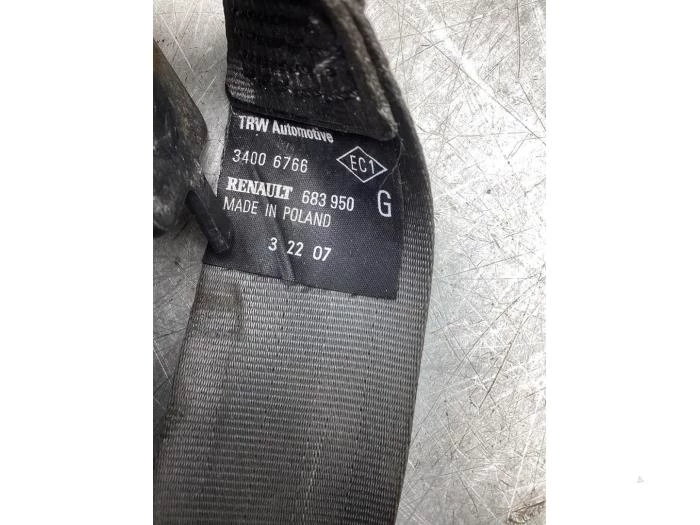 TRW Automotive
3400 6766 EC1
RENAULT 683 950 G
MADE IN POLAND
3 22 07